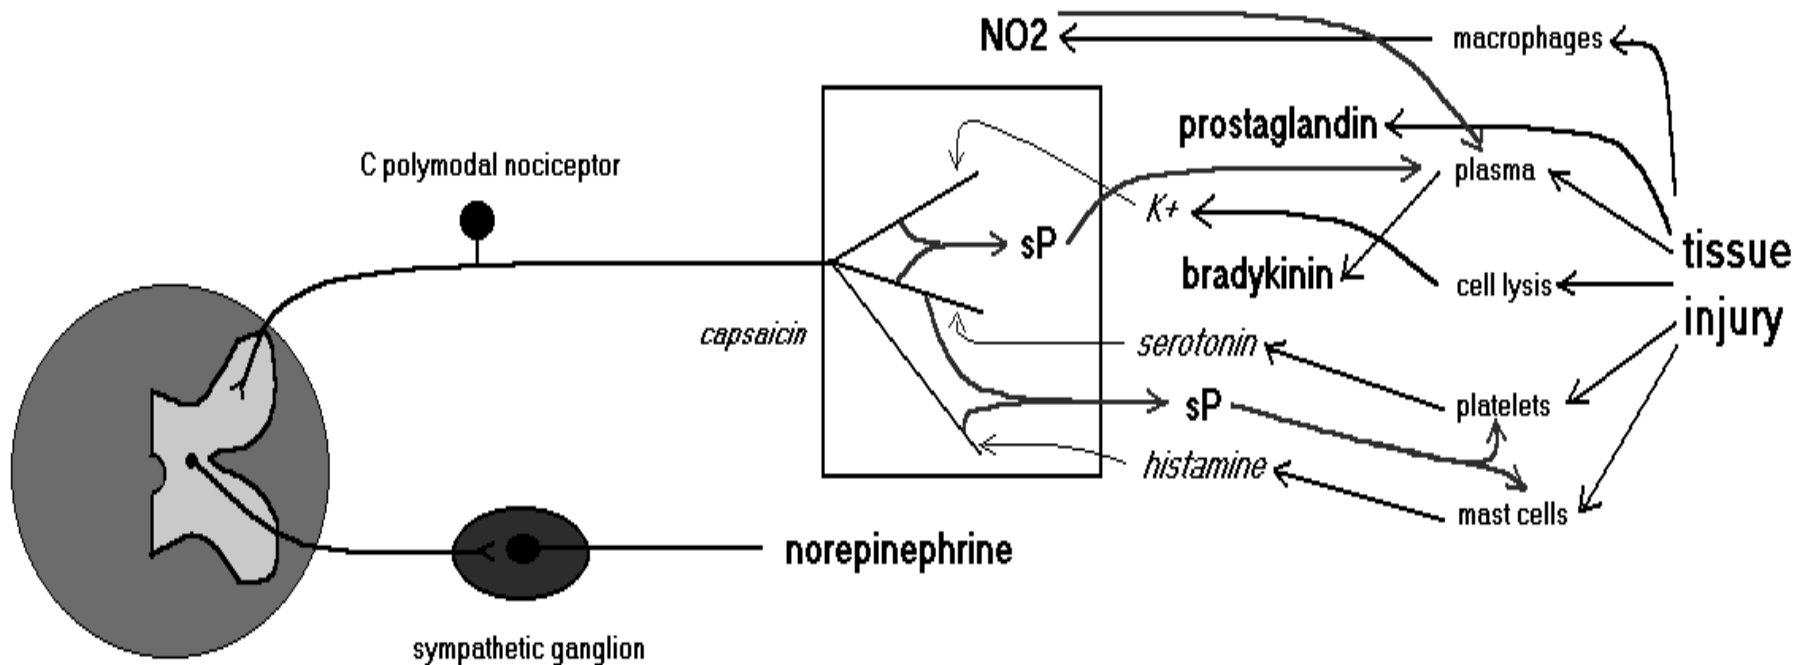 NO2
macrophages
prostaglandin
C polymodal nociceptor
plasma
K+
sP
tissue
injury
bradykinin
cell lysis
capsaicin
serotonin
sP
platelets
histamine
mast cells
norepinephrine
sympathetic ganglion